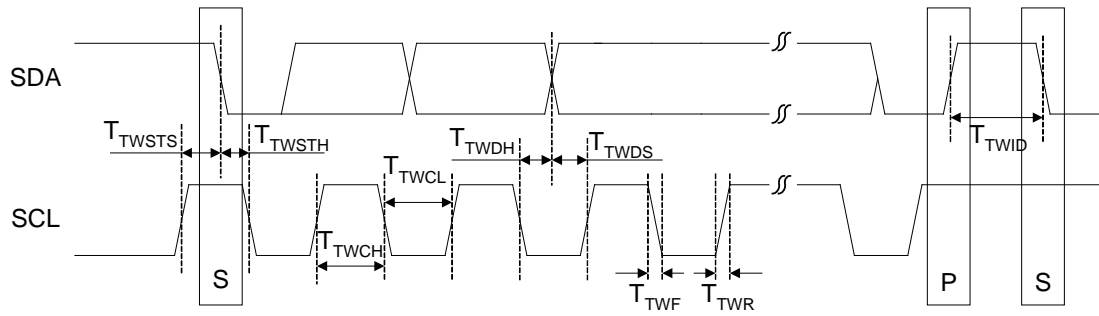 SDA
TTWSTS
TTWSTH
TTWDH
TTWDS
TTWID
TTWCL
SCL
TTWCH
S
TTWF
TTWR
P
S